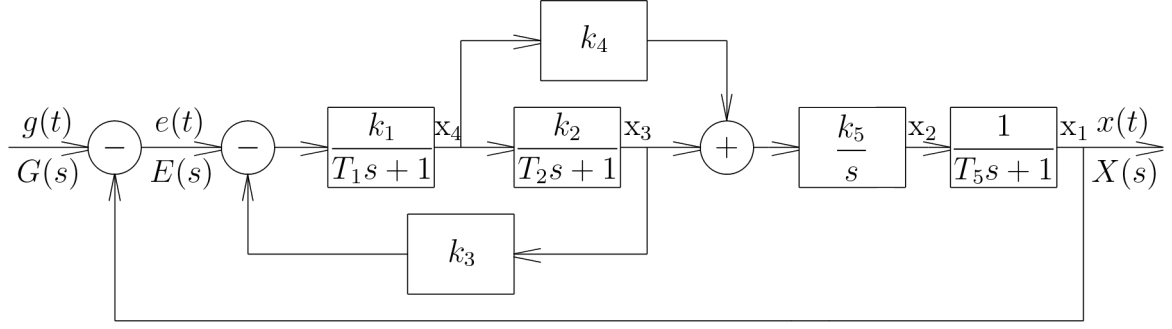 k₄
g(t)
G(s)
−
e(t)
E(s)
−
k₁
T₁s + 1
x₄
k₂
T₂s + 1
x₃
+
k₅
s
x₂
1
T₅s + 1
x₁ x(t)
X(s)
k₃